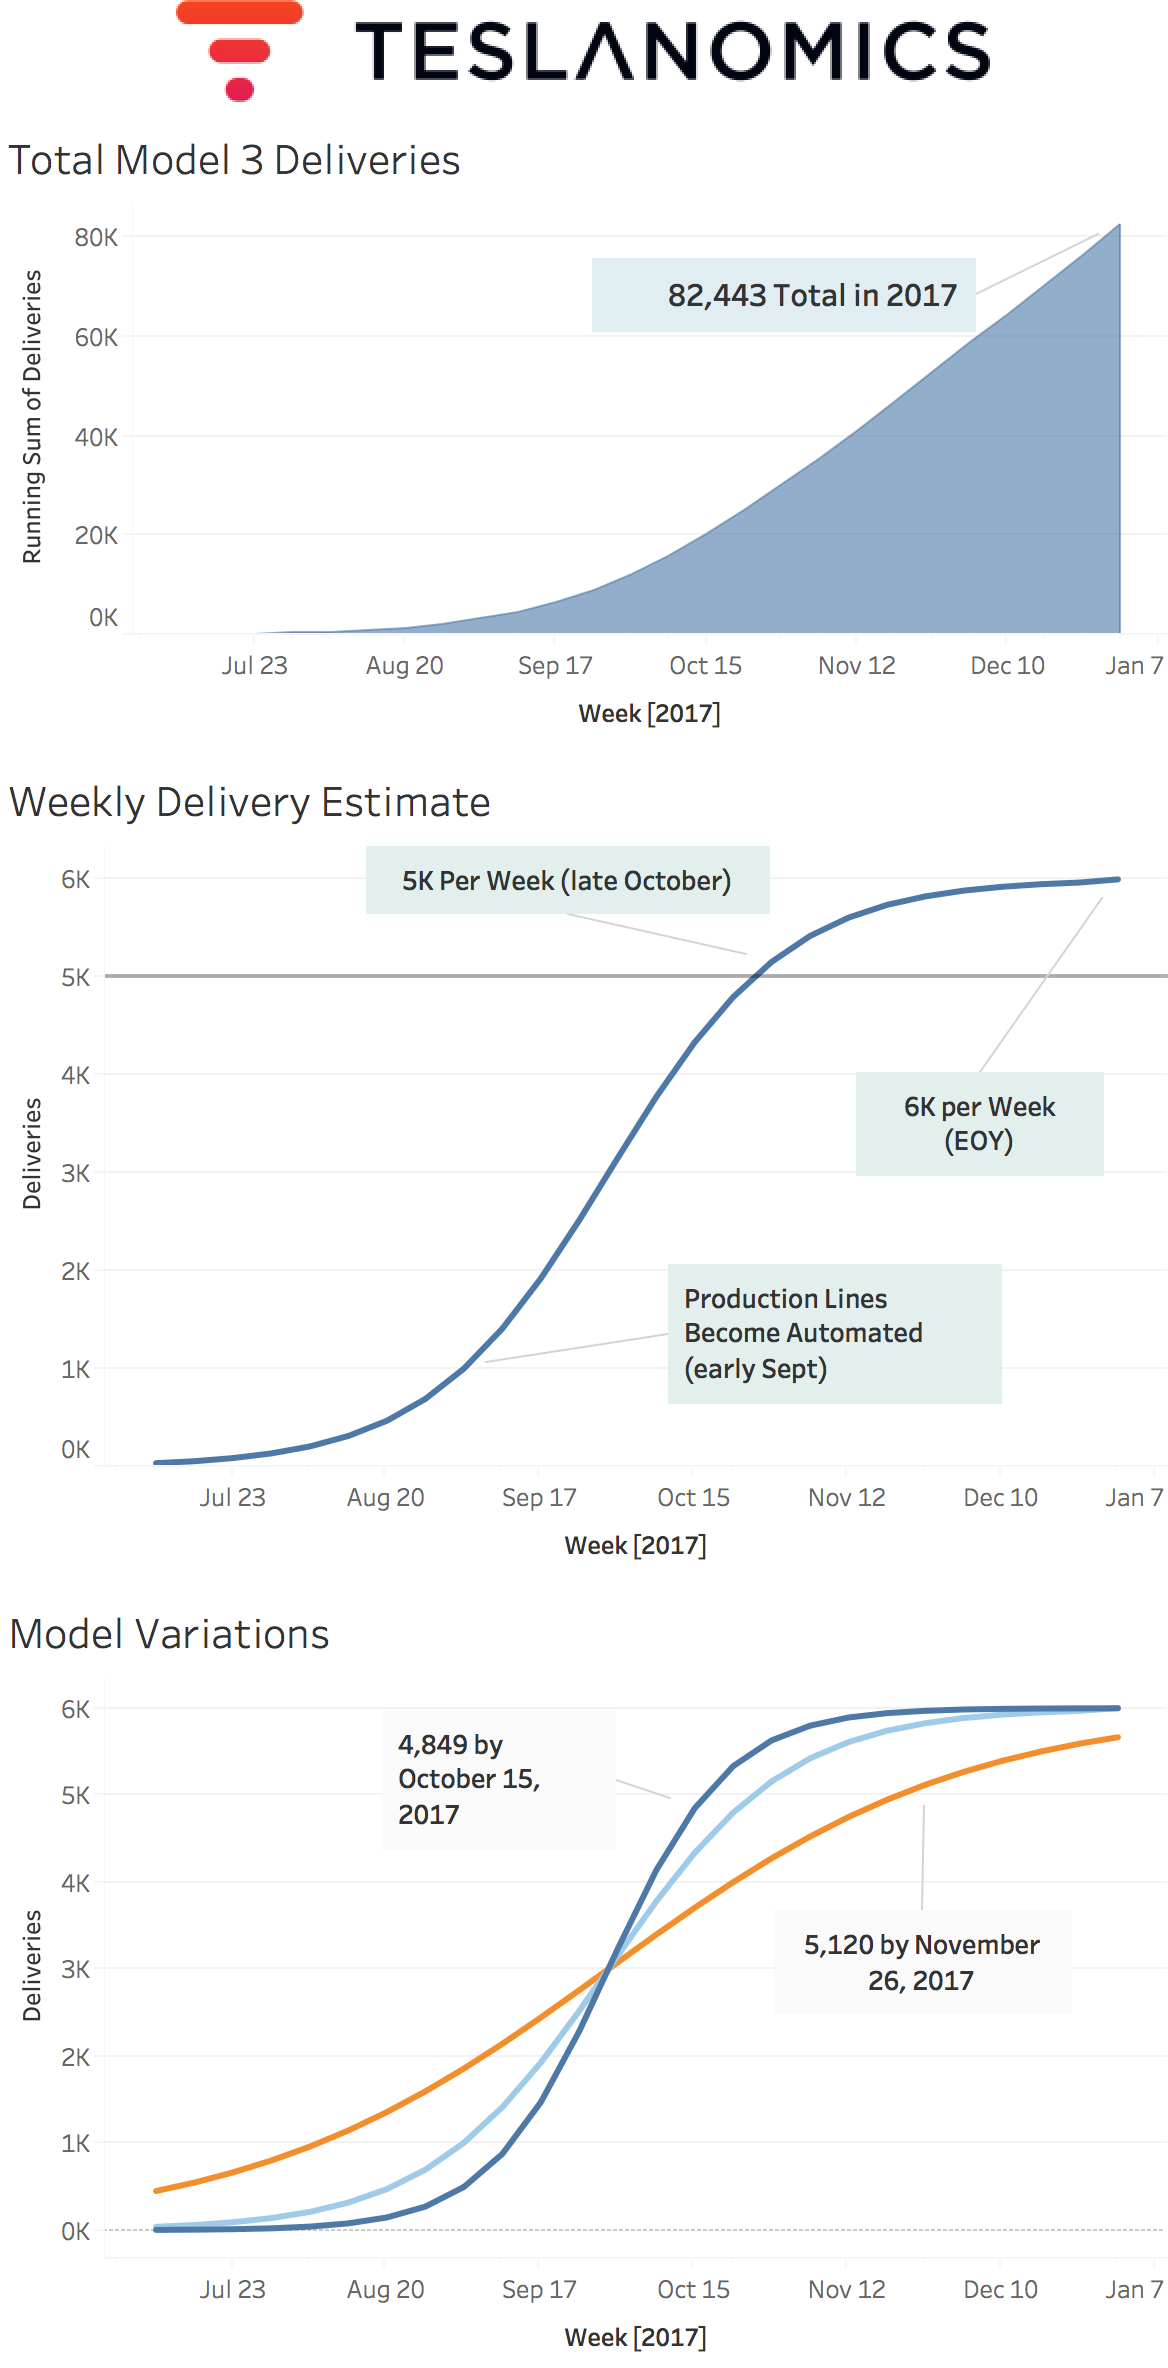 TESLANOMICS
Total Model 3 Deliveries
80K
60K
40K
20K
0K
Running Sum of Deliveries
82,443 Total in 2017
Jul 23
Aug 20
Sep 17
Oct 15
Nov 12
Dec 10
Jan 7
Week [2017]
Weekly Delivery Estimate
6K
5K
4K
3K
2K
1K
0K
Deliveries
5K Per Week (late October)
6K per Week
(EOY)
Production Lines
Become Automated
(early Sept)
Jul 23
Aug 20
Sep 17
Oct 15
Nov 12
Dec 10
Jan 7
Week [2017]
Model Variations
6K
5K
4K
3K
2K
1K
0K
Deliveries
4,849 by
October 15,
2017
5,120 by November
26, 2017
Jul 23
Aug 20
Sep 17
Oct 15
Nov 12
Dec 10
Jan 7
Week [2017]